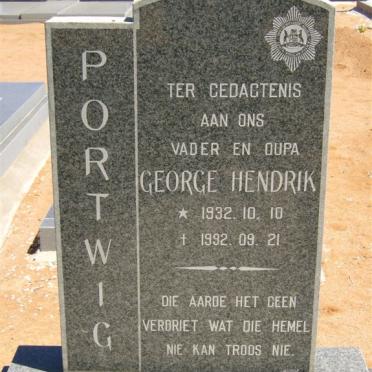 PORTWIG
TER GEDAGTENIS
AAN ONS
VADER EN OUPA
GEORGE HENDRIK
★ 1932. 10. 10
† 1992. 09. 21
DIE AARDE HET GEEN
VERDRIET WAT DIE HEMEL
NIE KAN TROOS NIE.